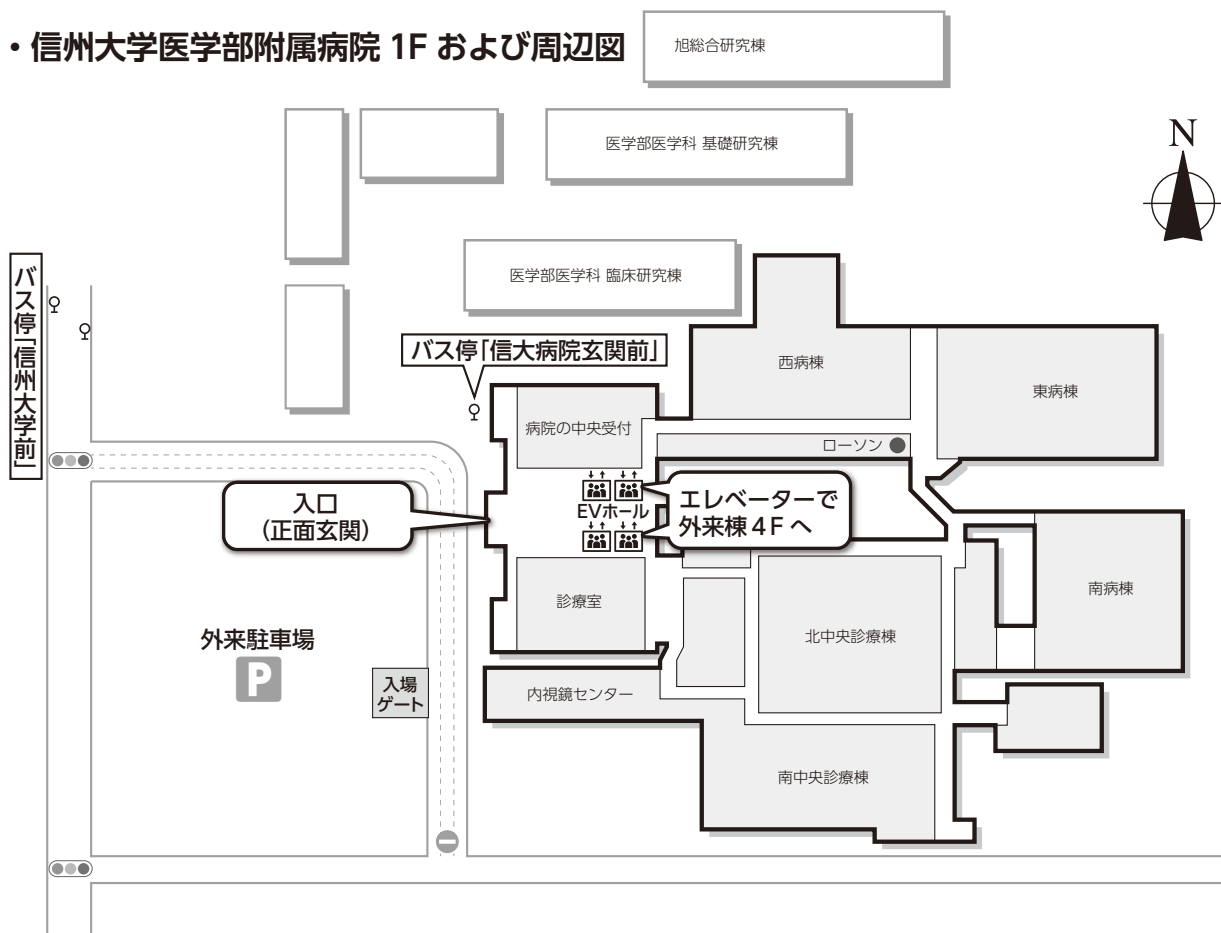 ・信州大学医学部附属病院 1F および周辺図
旭総合研究棟
医学部医学科 基礎研究棟
N
医学部医学科 臨床研究棟
バス停「信州大学前」
バス停「信大病院玄関前」
西病棟
東病棟
病院の中央受付
ローソン
入口
(正面玄関)
EVホール
エレベーターで
外来棟4Fへ
診療室
北中央診療棟
南病棟
外来駐車場
P
入場
ゲート
内視鏡センター
南中央診療棟